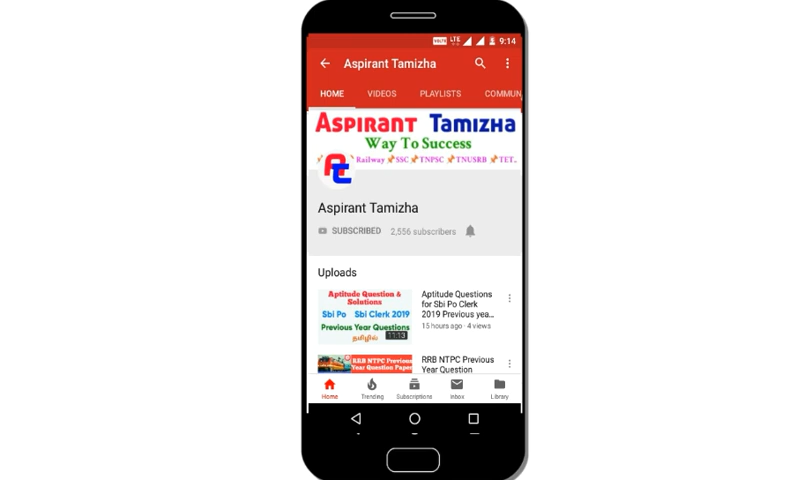 VoLTE LTE 9:14
Aspirant Tamizha
HOME VIDEOS PLAYLISTS COMMUN
ASPIRANT TAMIZHA
Way To Success
Railway SSC TNPSC TNUSRB TET..
Aspirant Tamizha
SUBSCRIBED 2,556 subscribers
Uploads
Aptitude Question &
Solutions
Sbi Po Sbi Clerk 2019
Previous Year Questions
தமிழில்
11:13
Aptitude Questions
for Sbi Po Clerk
2019 Previous yea...
15 hours ago · 4 views
RRB NTPC Previous
Year Question Paper
RRB NTPC Previous
Year Question
Home Trending Subscriptions Inbox Library